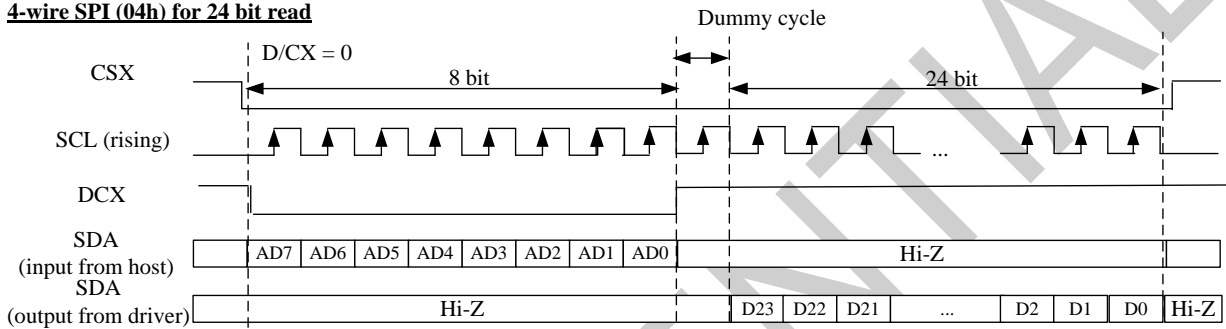 4-wire SPI (04h) for 24 bit read
Dummy cycle
D/CX = 0
CSX
8 bit
24 bit
SCL (rising)
...
DCX
SDA
(input from host)
AD7 AD6 AD5 AD4 AD3 AD2 AD1 AD0 Hi-Z
SDA
(output from driver)
Hi-Z D23 D22 D21 ... D2 D1 D0 Hi-Z
ENTIAL